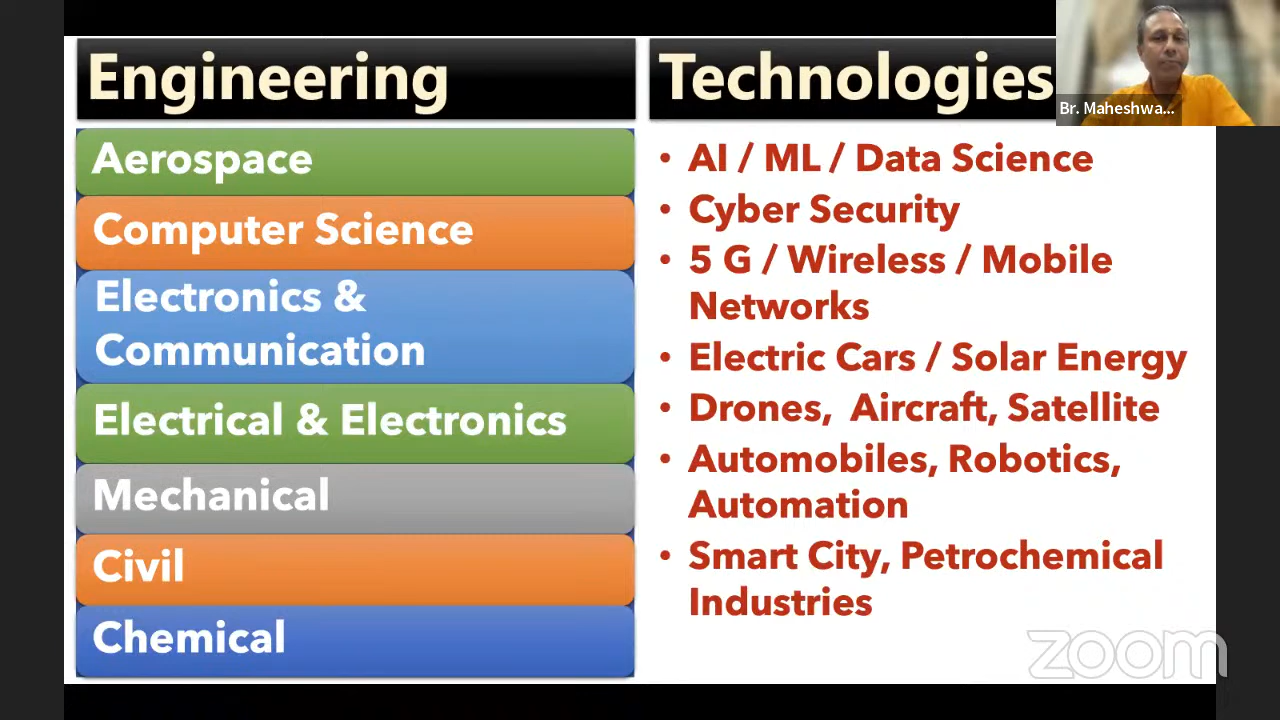 Engineering
Aerospace
Computer Science
Electronics &
Communication
Electrical & Electronics
Mechanical
Civil
Chemical
Technologies
• AI / ML / Data Science
• Cyber Security
• 5 G / Wireless / Mobile
Networks
• Electric Cars / Solar Energy
• Drones, Aircraft, Satellite
• Automobiles, Robotics,
Automation
• Smart City, Petrochemical
Industries
Br. Maheshwa...
zoom